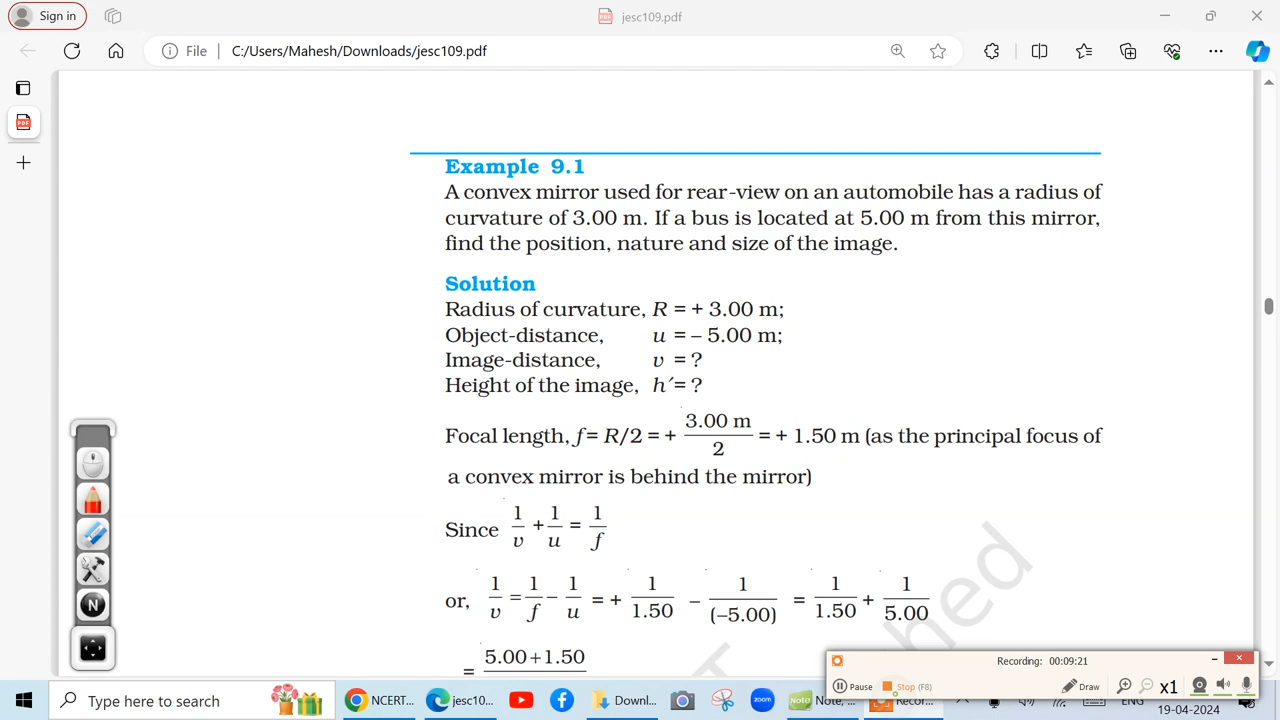 Sign in
jesc109.pdf
File
C:/Users/Mahesh/Downloads/jesc109.pdf
Example 9.1
A convex mirror used for rear-view on an automobile has a radius of
curvature of 3.00 m. If a bus is located at 5.00 m from this mirror,
find the position, nature and size of the image.
Solution
Radius of curvature, R = + 3.00 m;
Object-distance, u = – 5.00 m;
Image-distance, v = ?
Height of the image, h′= ?
Focal length, f = R/2 = + 3.00 m / 2 = + 1.50 m (as the principal focus of
a convex mirror is behind the mirror)
Since 1/v + 1/u = 1/f
or, 1/v = 1/f – 1/u = + 1/1.50 – 1/(–5.00) = 1/1.50 + 1/5.00
= 5.00 + 1.50
hed
N
Recording: 00:09:21
Pause
Stop (F8)
Draw
x1
Type here to search
NCERT...
jesc10...
Downl...
zoom
Note
Note, ...
Recor...
ENG
19-04-2024